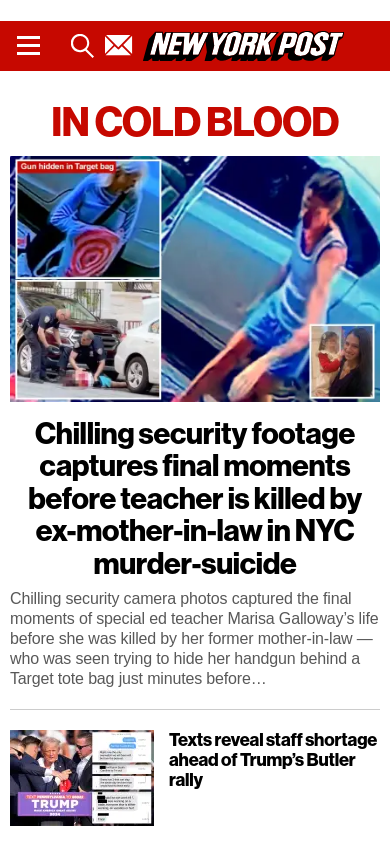 NEW YORK POST
IN COLD BLOOD
Gun hidden in Target bag
Chilling security footage
captures final moments
before teacher is killed by
ex-mother-in-law in NYC
murder-suicide
Chilling security camera photos captured the final
moments of special ed teacher Marisa Galloway’s life
before she was killed by her former mother-in-law —
who was seen trying to hide her handgun behind a
Target tote bag just minutes before…
Texts reveal staff shortage
ahead of Trump’s Butler
rally
TRUMP